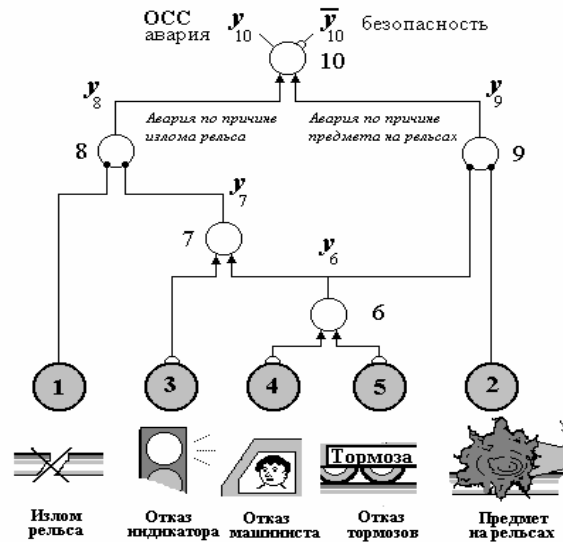 ОСС y10 y̅10 безопасность
авария
10
y8 y9
Авария по причине излома рельса
Авария по причине предмета на рельсах
8 9
y7
7 y6
6
1 3 4 5 2
Тормоза
Излом рельса
Отказ индикатора
Отказ машиниста
Отказ тормозов
Предмет на рельсах